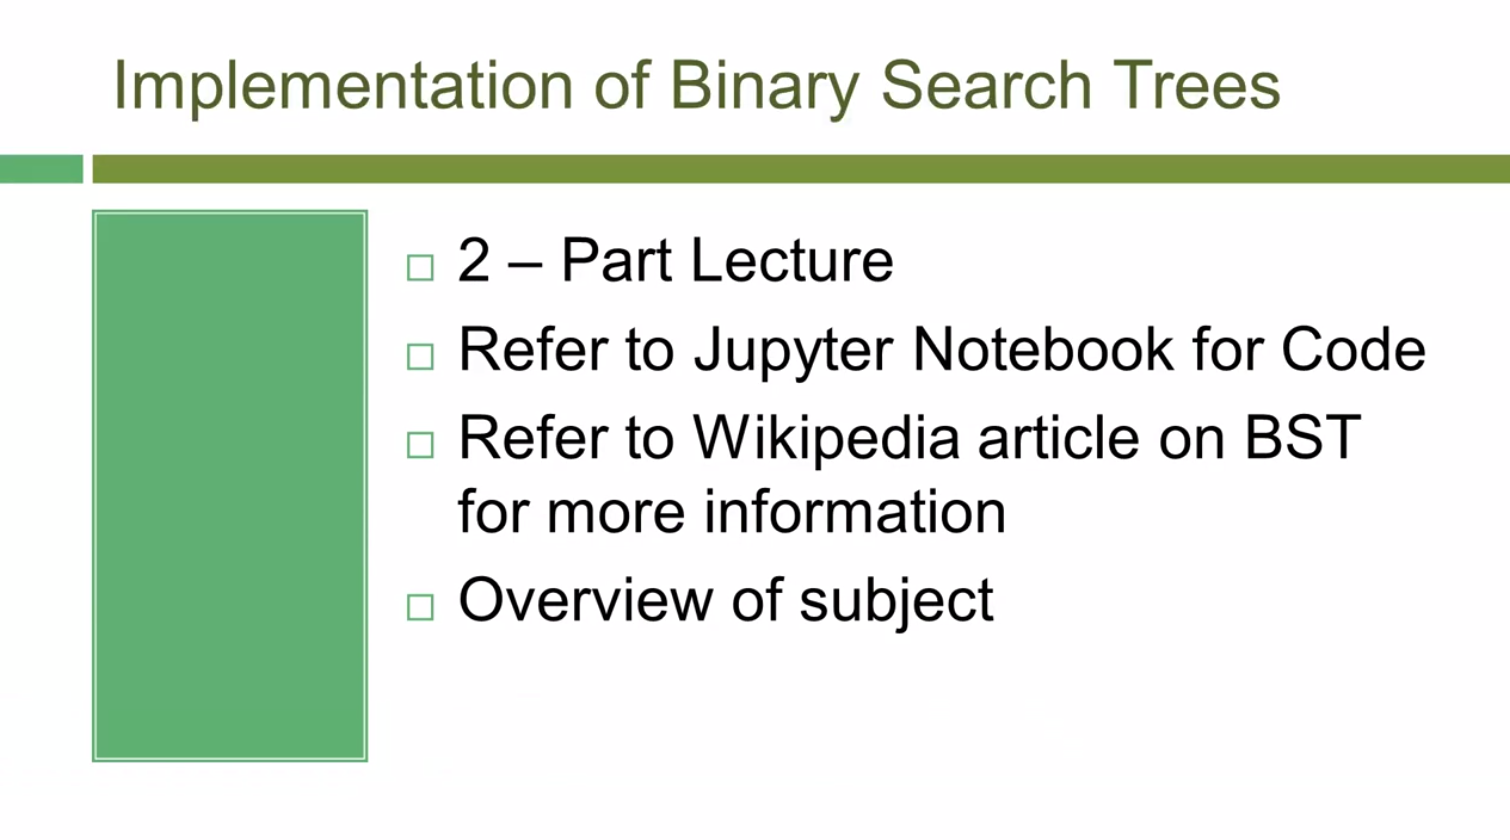 Implementation of Binary Search Trees
2 – Part Lecture
Refer to Jupyter Notebook for Code
Refer to Wikipedia article on BST
for more information
Overview of subject